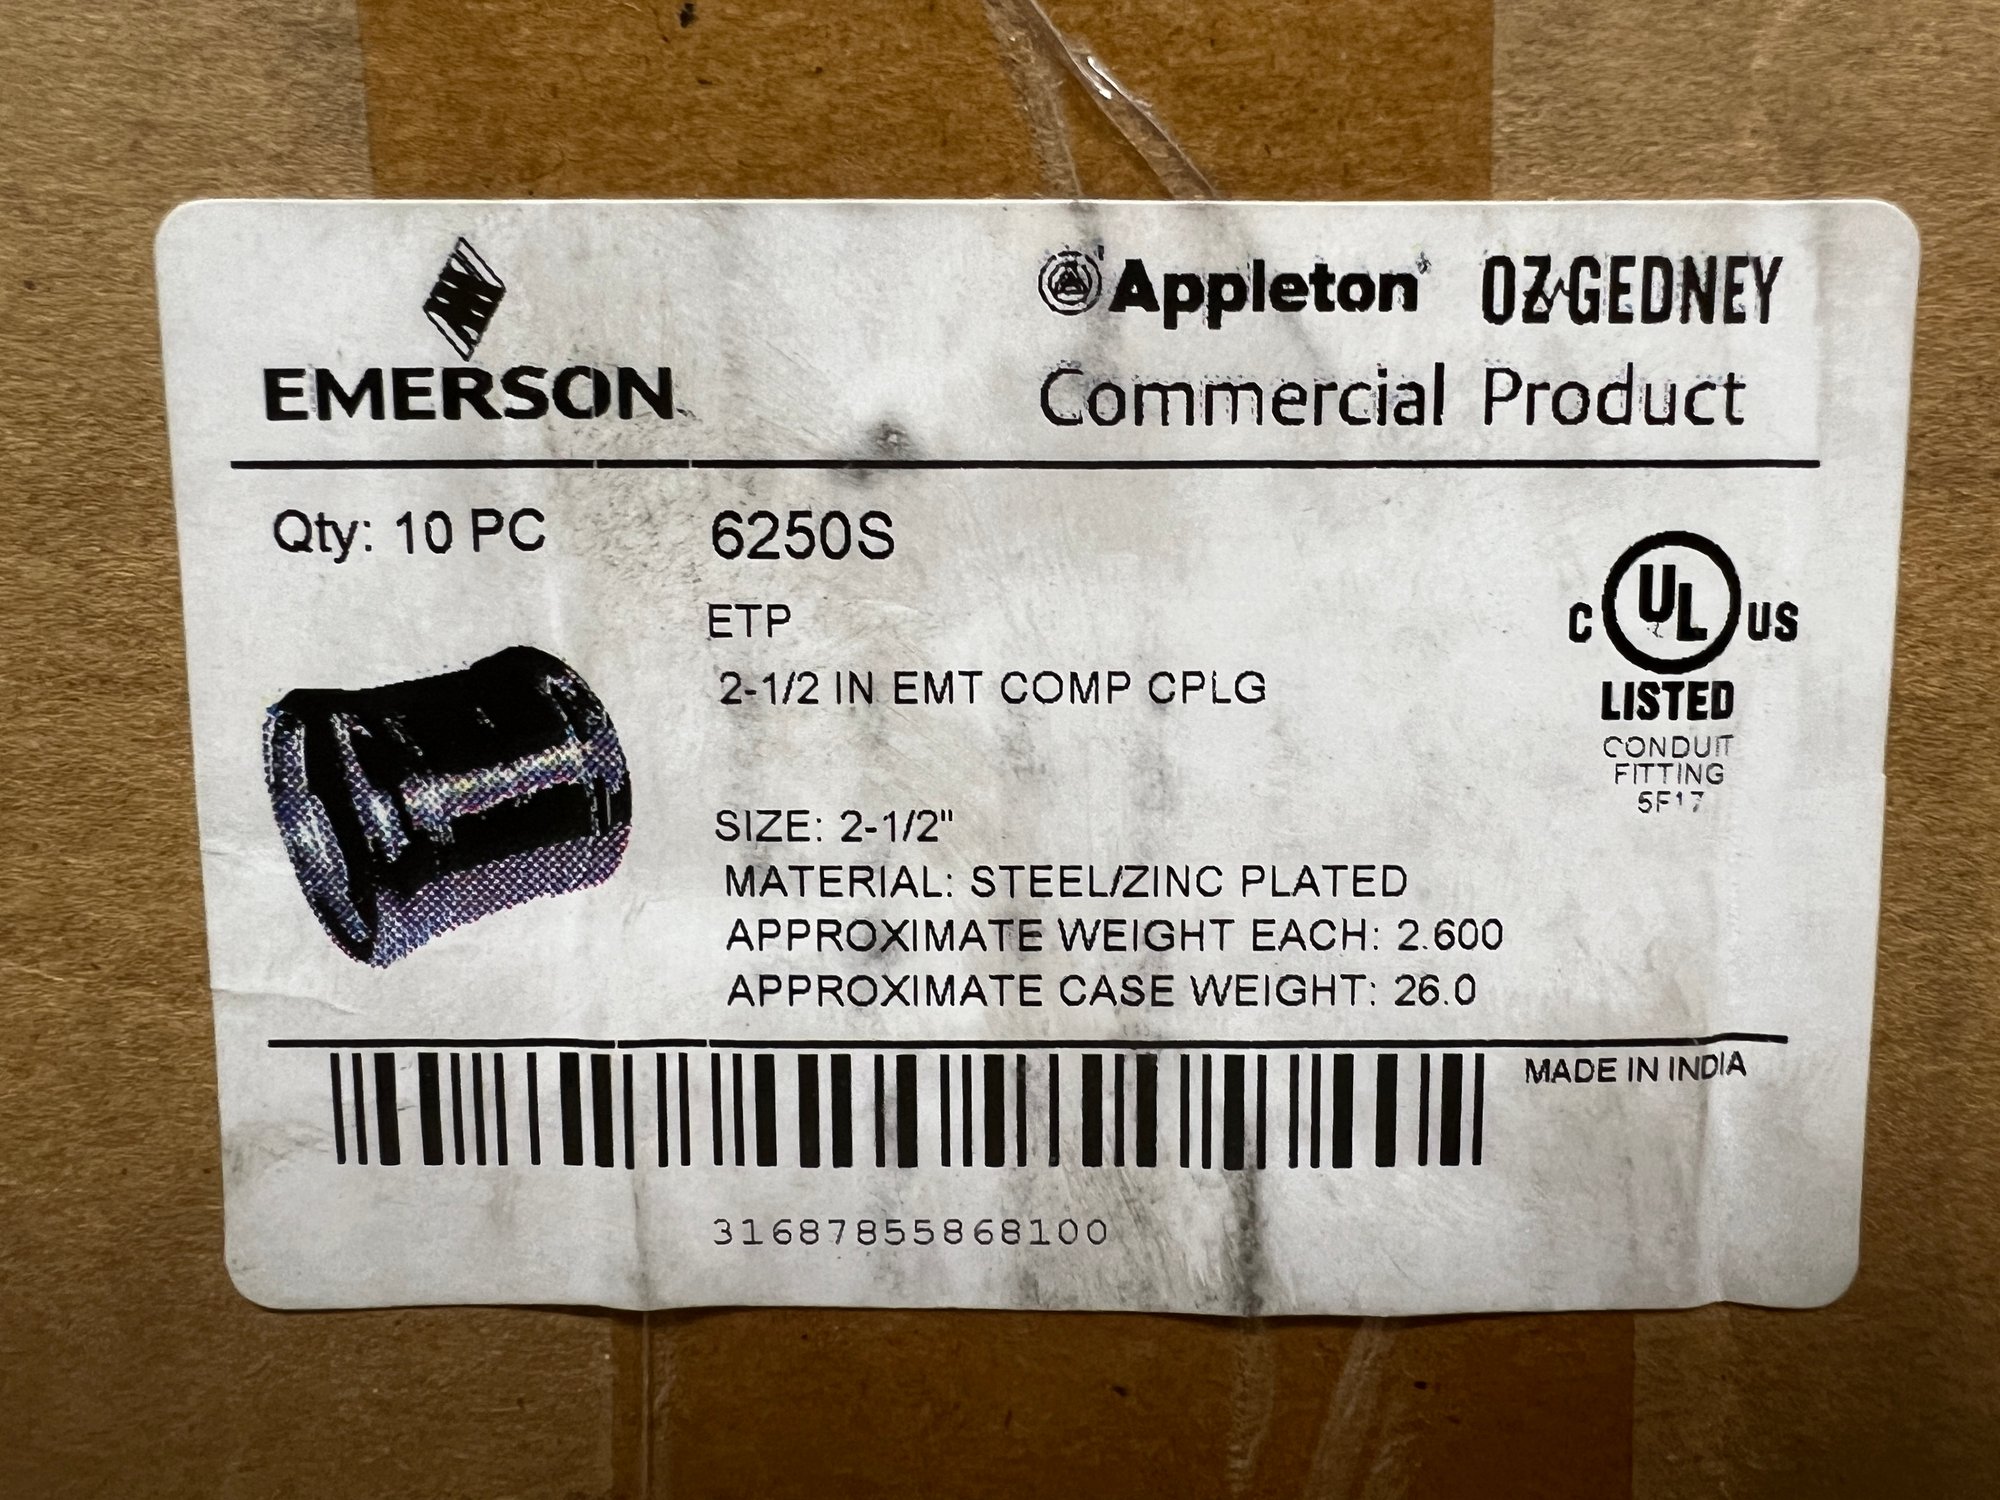 EMERSON
Appleton® OZ-GEDNEY
Commercial Product
Qty: 10 PC
6250S
ETP
2-1/2 IN EMT COMP CPLG
C UL US
LISTED
CONDUIT
FITTING
5F17
SIZE: 2-1/2"
MATERIAL: STEEL/ZINC PLATED
APPROXIMATE WEIGHT EACH: 2.600
APPROXIMATE CASE WEIGHT: 26.0
MADE IN INDIA
31687855868100